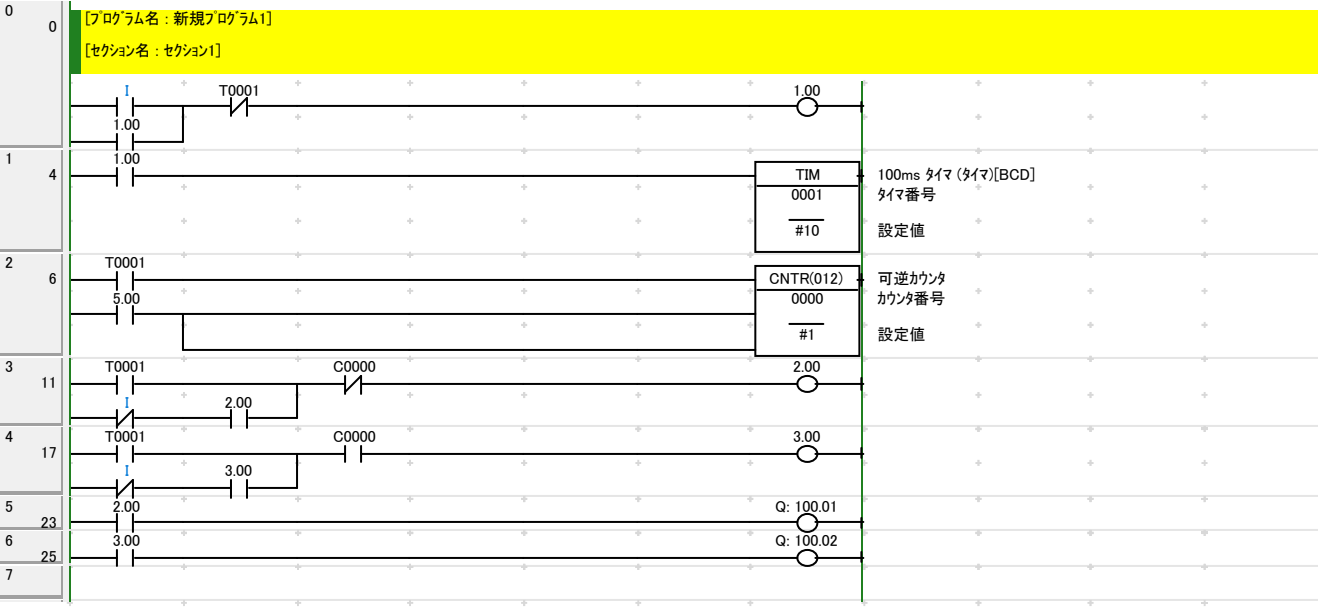 0
0
[プログラム名 : 新規プログラム1]
[セクション名 : セクション1]
I
T0001
1.00
1.00
1
4
1.00
TIM
100ms タイマ (タイマ)[BCD]
0001
タイマ番号
#10
設定値
2
6
T0001
CNTR(012)
可逆カウンタ
5.00
0000
カウンタ番号
#1
設定値
3
11
T0001
C0000
2.00
I
2.00
4
17
T0001
C0000
3.00
I
3.00
5
23
2.00
Q: 100.01
6
25
3.00
Q: 100.02
7